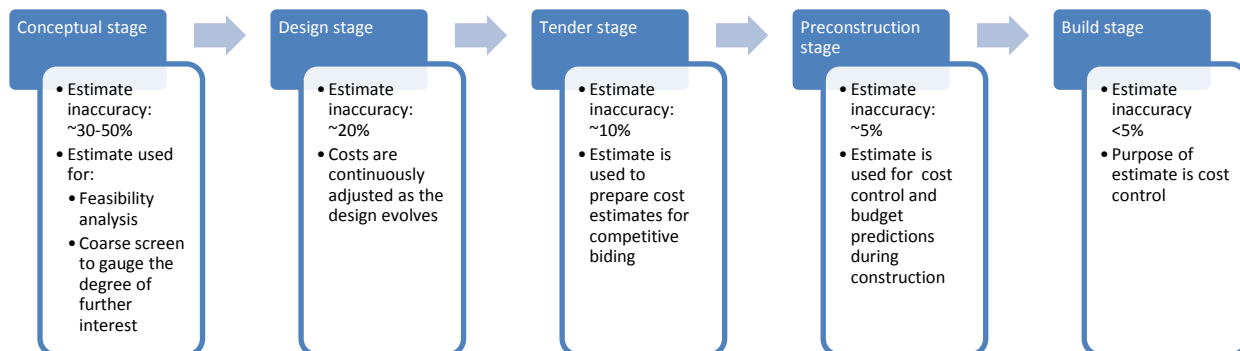 Conceptual stage
• Estimate
inaccuracy:
~30-50%
• Estimate used
for:
• Feasibility
analysis
• Coarse screen
to gauge the
degree of
further
interest
Design stage
• Estimate
inaccuracy:
~20%
• Costs are
continuously
adjusted as the
design evolves
Tender stage
• Estimate
inaccuracy:
~10%
• Estimate is
used to
prepare cost
estimates for
competitive
biding
Preconstruction
stage
• Estimate
inaccuracy:
~5%
• Estimate is
used for cost
control and
budget
predictions
during
construction
Build stage
• Estimate
inaccuracy
<5%
• Purpose of
estimate is cost
control